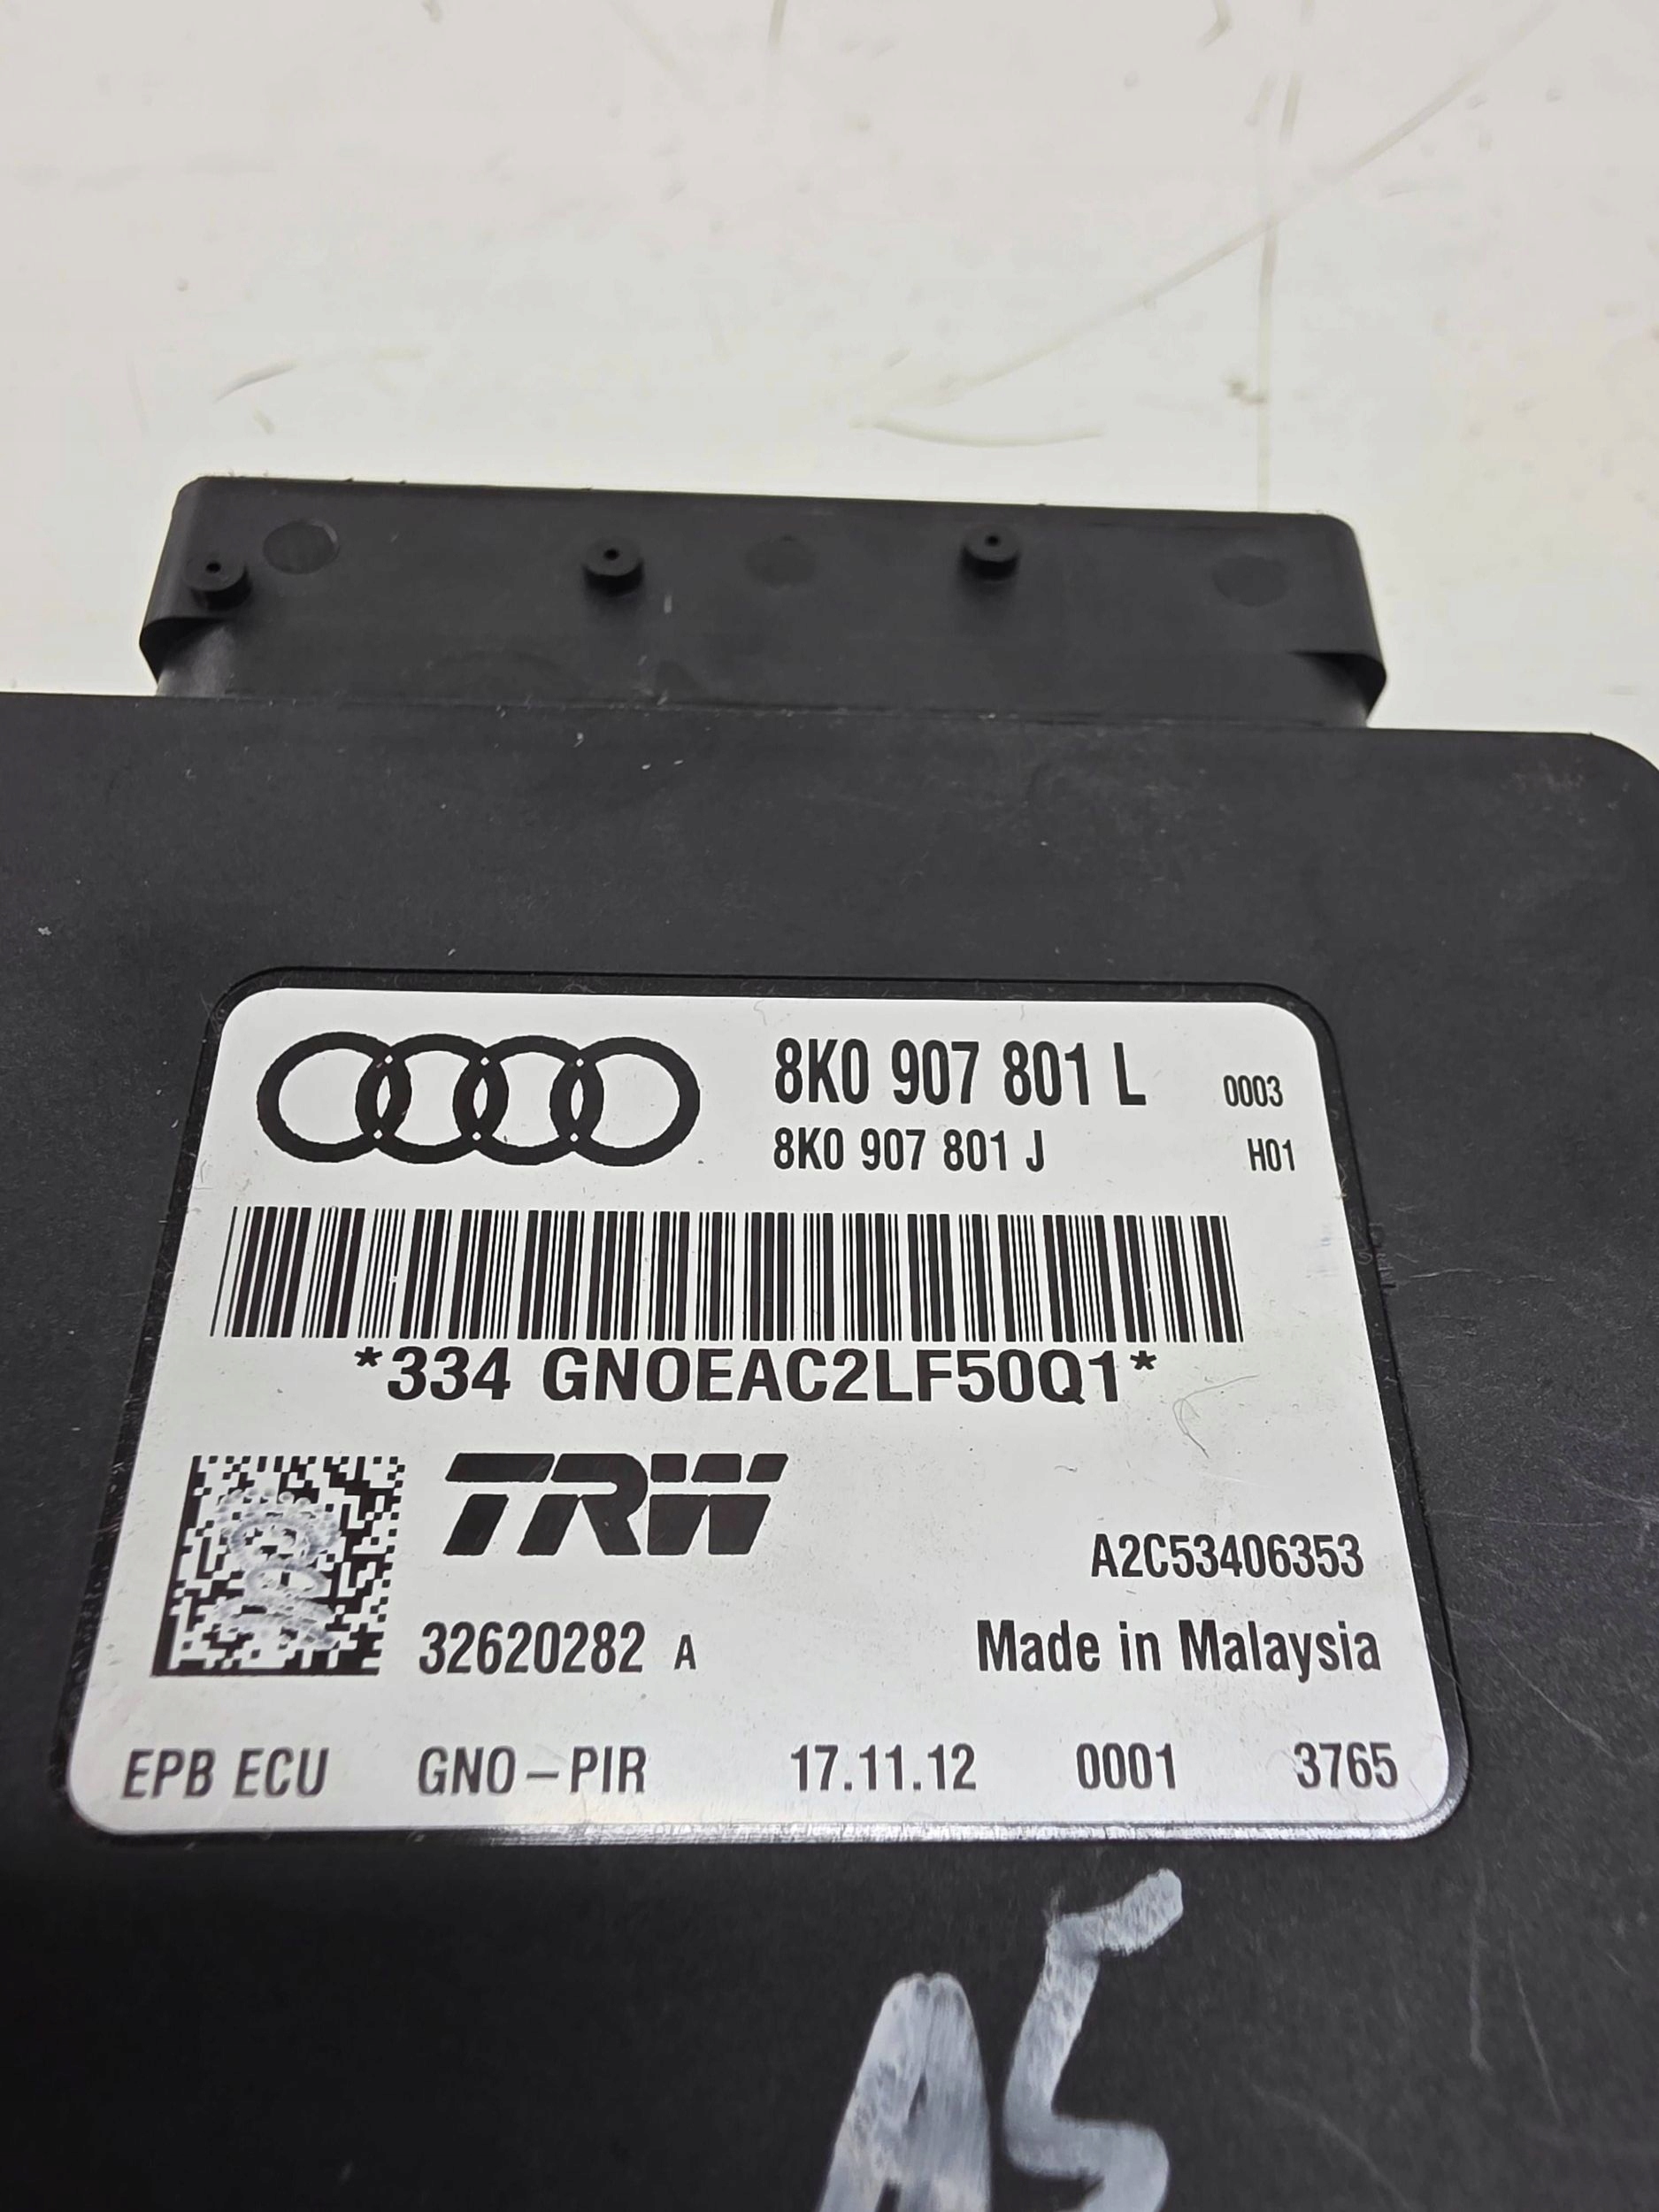 8K0 907 801 L 0003
8K0 907 801 J H01
*334 GNOEAC2LF50Q1*
TRW
A2C53406353
32620282 A Made in Malaysia
EPB ECU GNO-PIR 17.11.12 0001 3765
A5